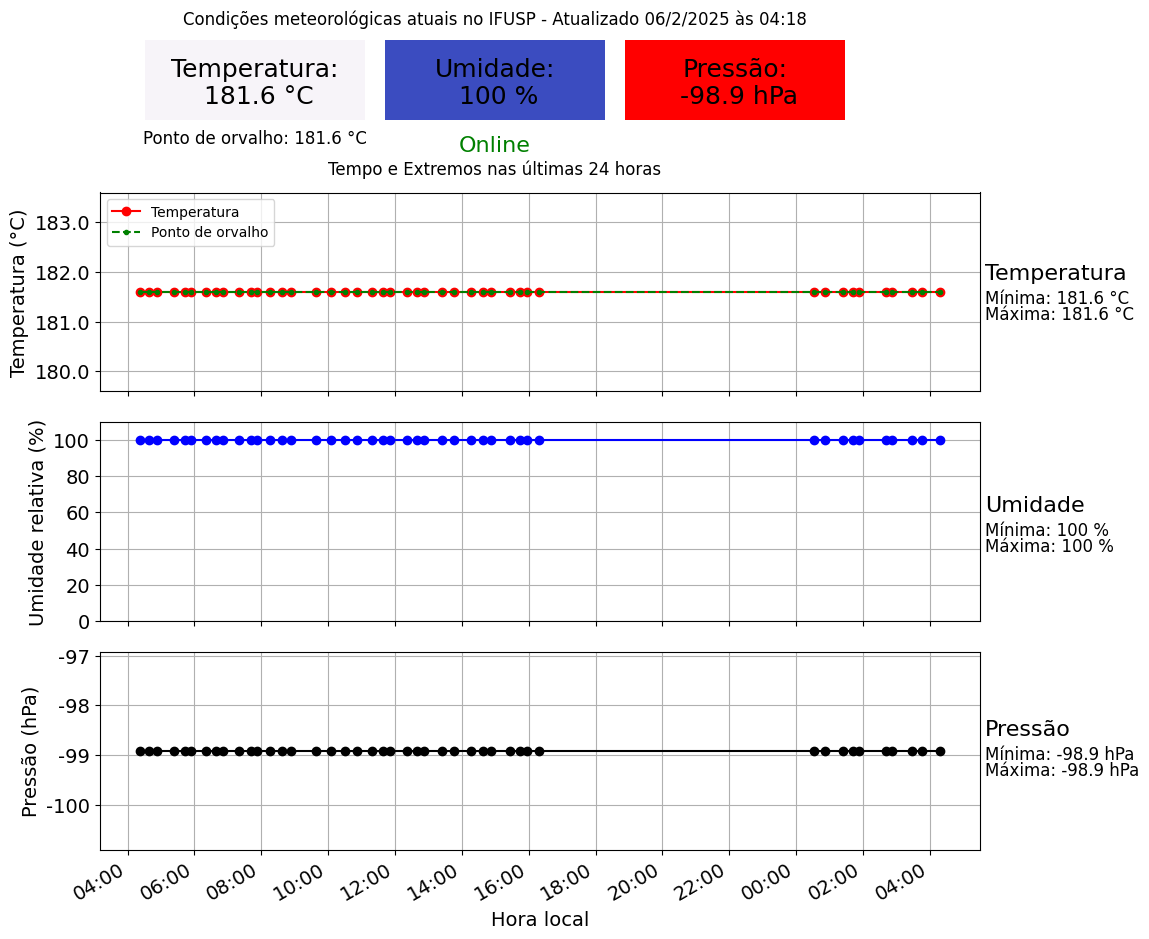 Condições meteorológicas atuais no IFUSP - Atualizado 06/2/2025 às 04:18
Temperatura:
181.6 °C
Umidade:
100 %
Pressão:
-98.9 hPa
Ponto de orvalho: 181.6 °C
Online
Tempo e Extremos nas últimas 24 horas
Temperatura (°C)
183.0
182.0
181.0
180.0
Temperatura
Ponto de orvalho
Temperatura
Mínima: 181.6 °C
Máxima: 181.6 °C
Umidade relativa (%)
100
80
60
40
20
0
Umidade
Mínima: 100 %
Máxima: 100 %
Pressão (hPa)
-97
-98
-99
-100
Pressão
Mínima: -98.9 hPa
Máxima: -98.9 hPa
04:00 06:00 08:00 10:00 12:00 14:00 16:00 18:00 20:00 22:00 00:00 02:00 04:00
Hora local